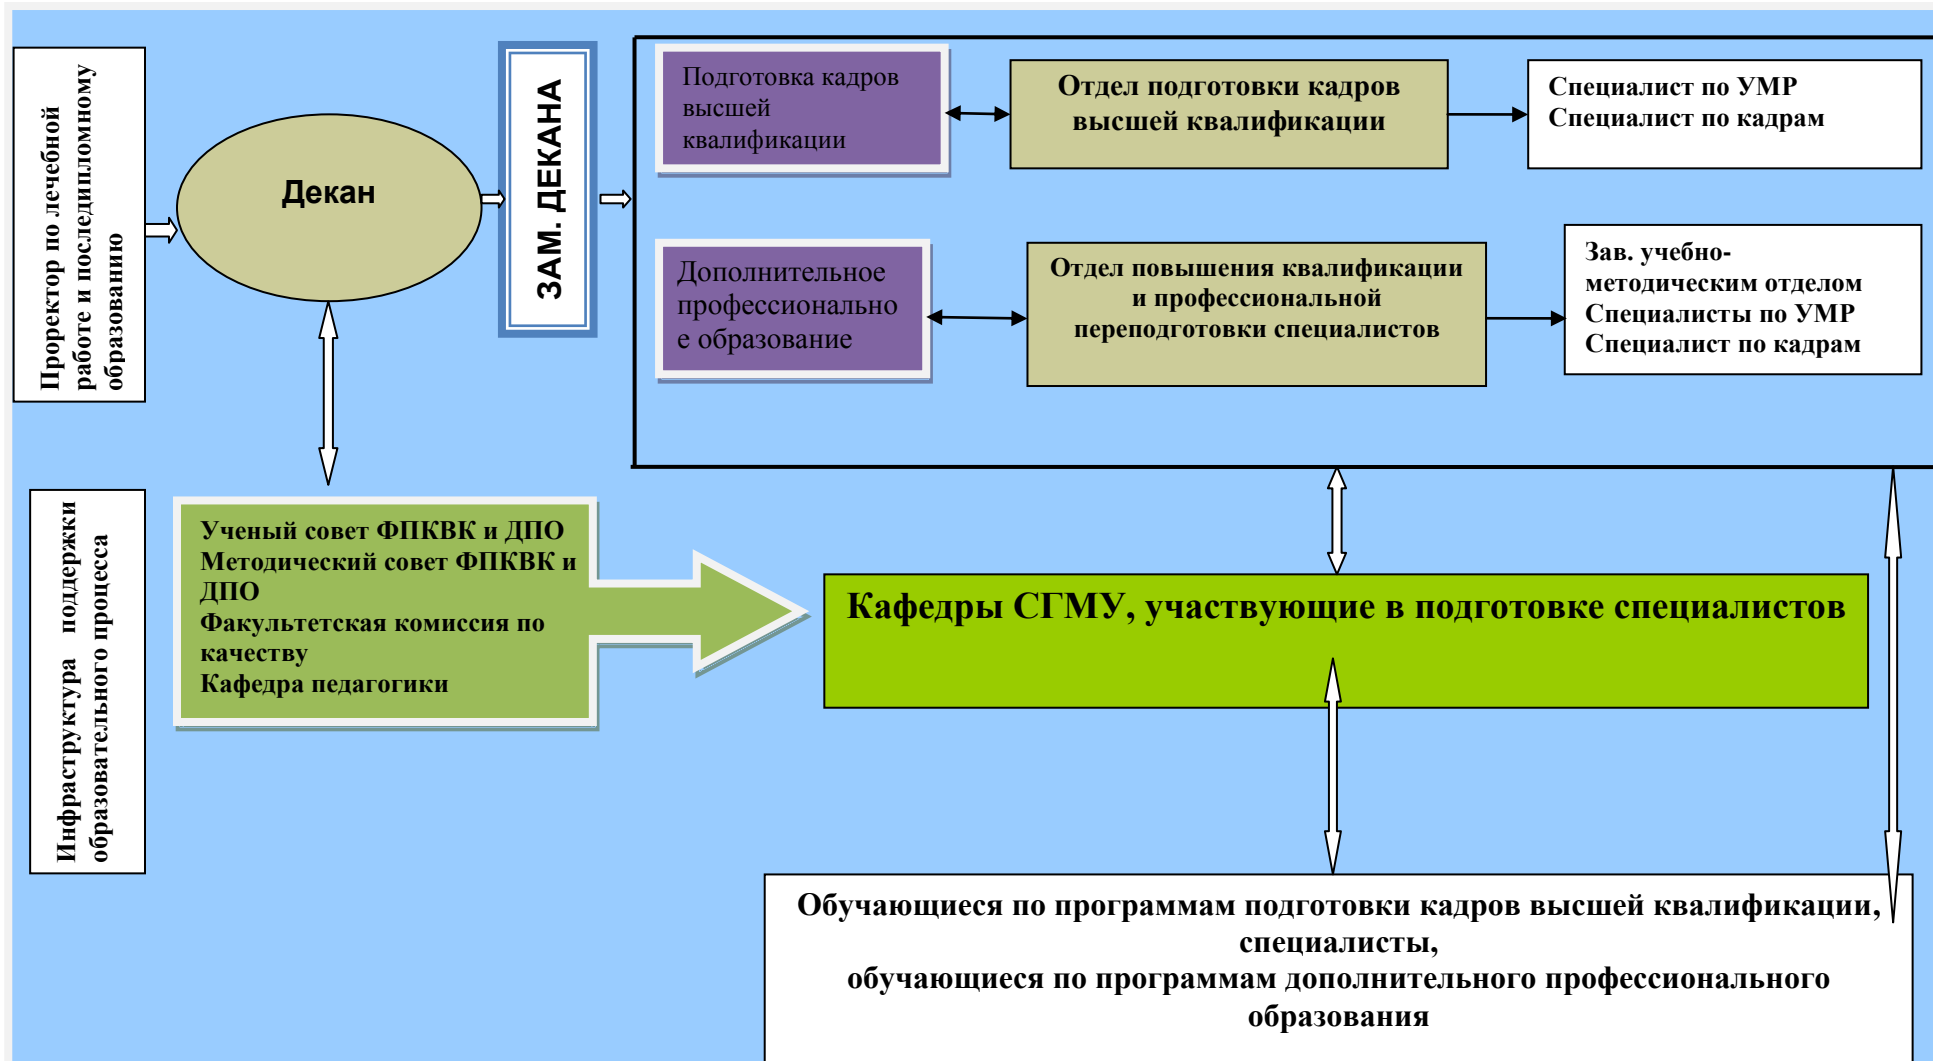 Проректор по лечебной
работе и последипломному
образованию
Декан
ЗАМ. ДЕКАНА
Подготовка кадров
высшей
квалификации
Отдел подготовки кадров
высшей квалификации
Специалист по УМР
Специалист по кадрам
Дополнительное
профессионально
е образование
Отдел повышения квалификации
и профессиональной
переподготовки специалистов
Зав. учебно-
методическим отделом
Специалисты по УМР
Специалист по кадрам
Инфраструктура поддержки
образовательного процесса
Ученый совет ФПКВК и ДПО
Методический совет ФПКВК и
ДПО
Факультетская комиссия по
качеству
Кафедра педагогики
Кафедры СГМУ, участвующие в подготовке специалистов
Обучающиеся по программам подготовки кадров высшей квалификации,
специалисты,
обучающиеся по программам дополнительного профессионального
образования